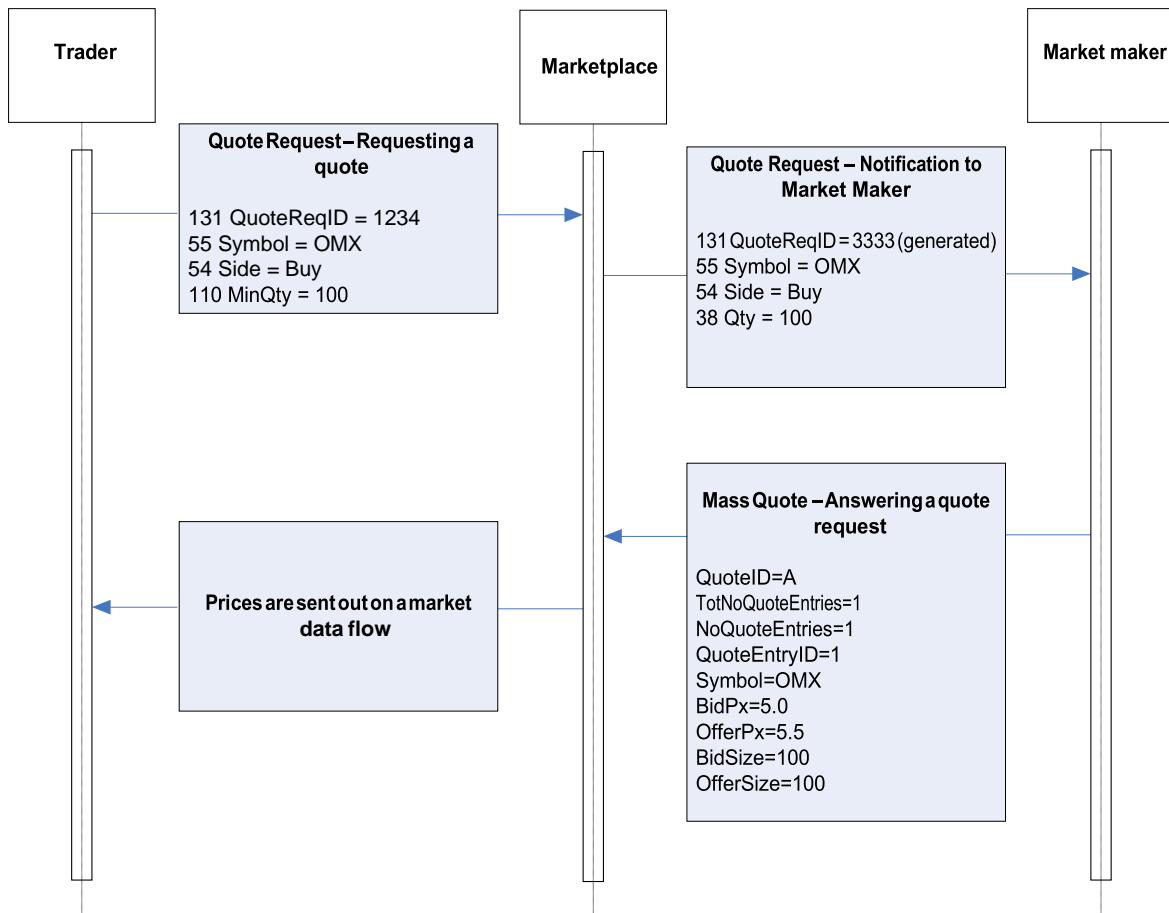 Trader
Marketplace
Market maker
Quote Request – Requesting a
quote
131 QuoteReqID = 1234
55 Symbol = OMX
54 Side = Buy
110 MinQty = 100
Quote Request – Notification to
Market Maker
131 QuoteReqID = 3333 (generated)
55 Symbol = OMX
54 Side = Buy
38 Qty = 100
Mass Quote – Answering a quote
request
QuoteID=A
TotNoQuoteEntries=1
NoQuoteEntries=1
QuoteEntryID=1
Symbol=OMX
BidPx=5.0
OfferPx=5.5
BidSize=100
OfferSize=100
Prices are sent out on a market
data flow